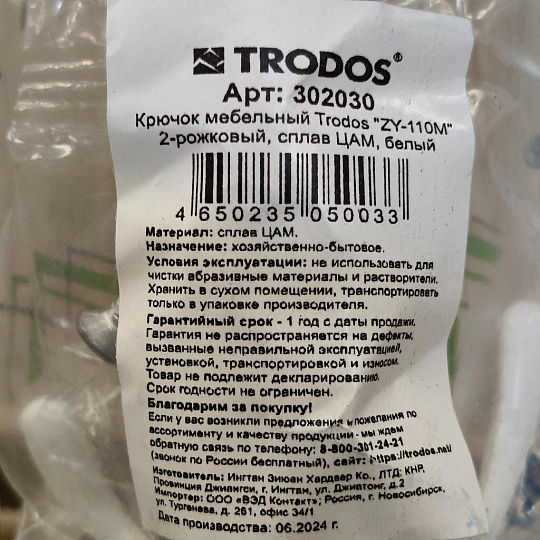 TRODOS®
Арт: 302030
Крючок мебельный Trodos "ZY-110M"
2-рожковый, сплав ЦАМ, белый
4 650235 050033
Материал: сплав ЦАМ.
Назначение: хозяйственно-бытовое.
Условия эксплуатации: не использовать для
чистки абразивные материалы и растворители.
Хранить в сухом помещении, транспортировать
только в упаковке производителя.
Гарантийный срок - 1 год с даты продажи.
Гарантия не распространяется на дефекты,
вызванные неправильной эксплуатацией,
установкой, транспортировкой и износом.
Товар не подлежит декларированию.
Срок годности не ограничен.
Благодарим за покупку!
Если у вас возникли предложения и пожелания по
ассортименту и качеству продукции - мы ждем
обратную связь по телефону: 8-800-301-24-21
(звонок по России бесплатный), сайт: https://trodos.net/
Изготовитель: Ингтан Зиюан Хардвер Ко., ЛТД: КНР,
Провинция Джиангси, г. Ингтан, ул. Джиатонг, д.2
Импортер: ООО «ВЭД Контакт»; Россия, г. Новосибирск,
ул. Тургенева, д. 261, офис 34/1
Дата производства: 06.2024 г.